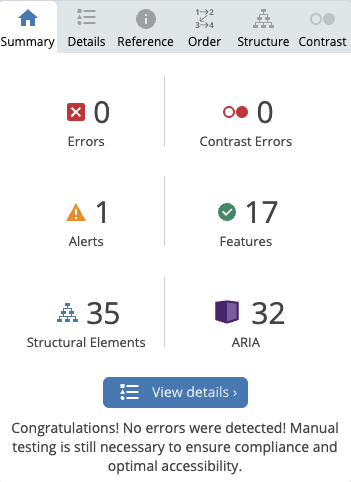 Summary Details Reference Order Structure Contrast
0 0
Errors Contrast Errors
1 17
Alerts Features
35 32
Structural Elements ARIA
View details ›
Congratulations! No errors were detected! Manual
testing is still necessary to ensure compliance and
optimal accessibility.